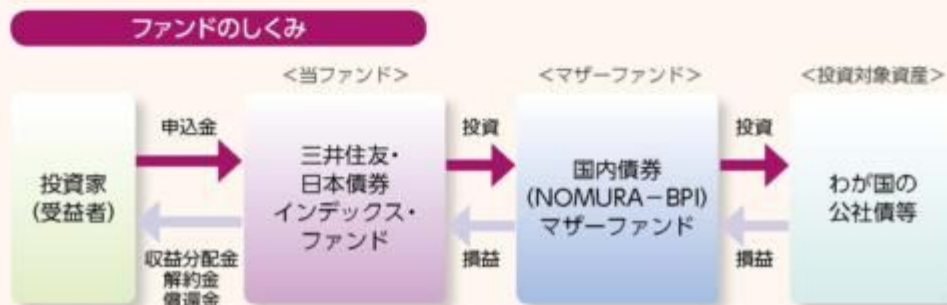 ファンドのしくみ
<当ファンド>
<マザーファンド>
<投資対象資産>
投資家
(受益者)
申込金
収益分配金
解約金
償還金
三井住友・
日本債券
インデックス・
ファンド
投資
損益
国内債券
(NOMURA-BPI)
マザーファンド
投資
損益
わが国の
公社債等